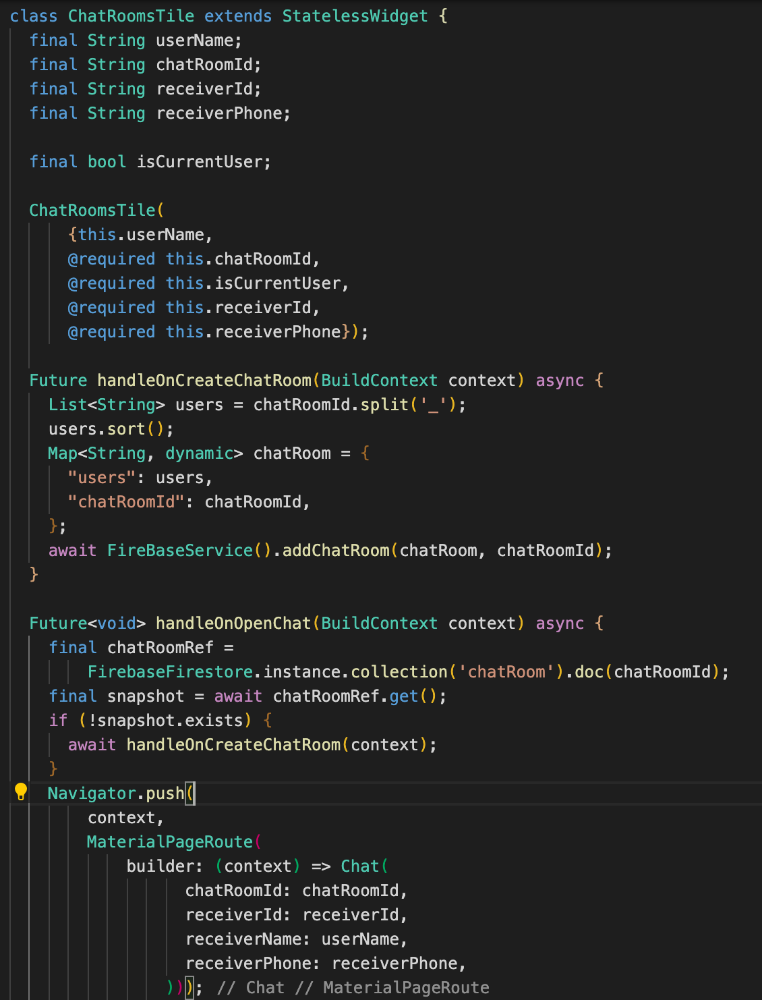 class ChatRoomsTile extends StatelessWidget {
final String userName;
final String chatRoomId;
final String receiverId;
final String receiverPhone;
final bool isCurrentUser;
ChatRoomsTile(
{this.userName,
@required this.chatRoomId,
@required this.isCurrentUser,
@required this.receiverId,
@required this.receiverPhone});
Future handleOnCreateChatRoom(BuildContext context) async {
List<String> users = chatRoomId.split('_');
users.sort();
Map<String, dynamic> chatRoom = {
"users": users,
"chatRoomId": chatRoomId,
};
await FireBaseService().addChatRoom(chatRoom, chatRoomId);
}
Future<void> handleOnOpenChat(BuildContext context) async {
final chatRoomRef =
FirebaseFirestore.instance.collection('chatRoom').doc(chatRoomId);
final snapshot = await chatRoomRef.get();
if (!snapshot.exists) {
await handleOnCreateChatRoom(context);
}
Navigator.push(
context,
MaterialPageRoute(
builder: (context) => Chat(
chatRoomId: chatRoomId,
receiverId: receiverId,
receiverName: userName,
receiverPhone: receiverPhone,
))); // Chat // MaterialPageRoute